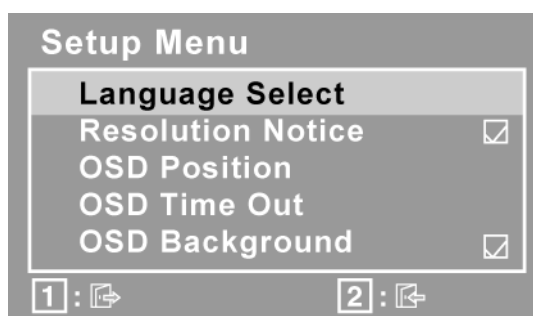 Setup Menu
Language Select
Resolution Notice
OSD Position
OSD Time Out
OSD Background
1 : 2 :